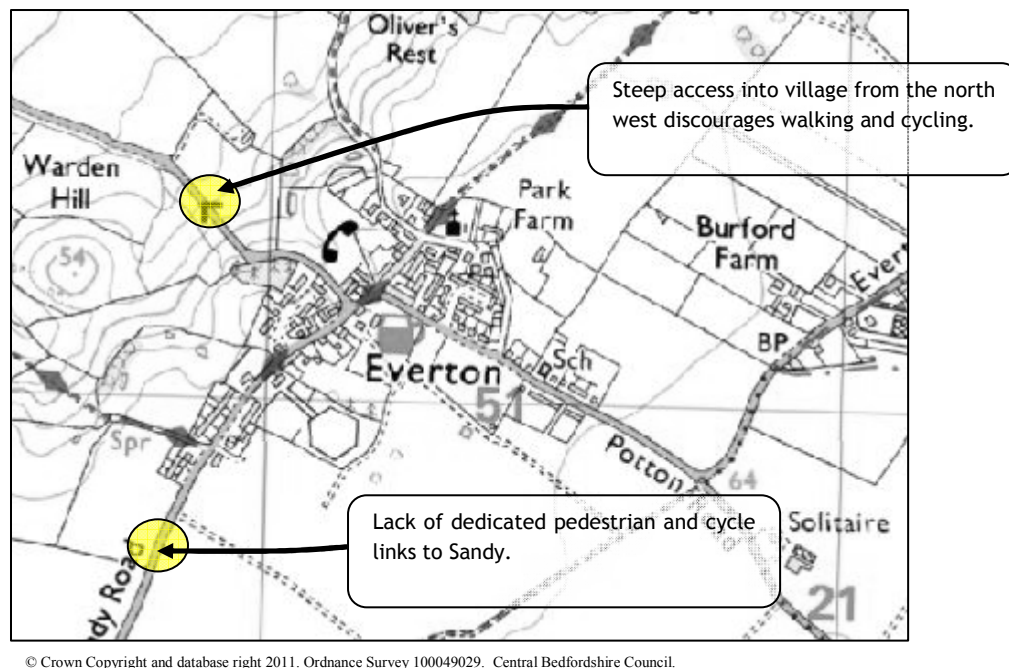 Oliver's
Rest
Steep access into village from the north
west discourages walking and cycling.
Warden
Hill
Park
Farm
Burford
Farm
54
Ever
BP
Everton
Sch
51
Spr
Potton
64
Solitaire
Lack of dedicated pedestrian and cycle
links to Sandy.
dy Road
21
© Crown Copyright and database right 2011. Ordnance Survey 100049029. Central Bedfordshire Council.